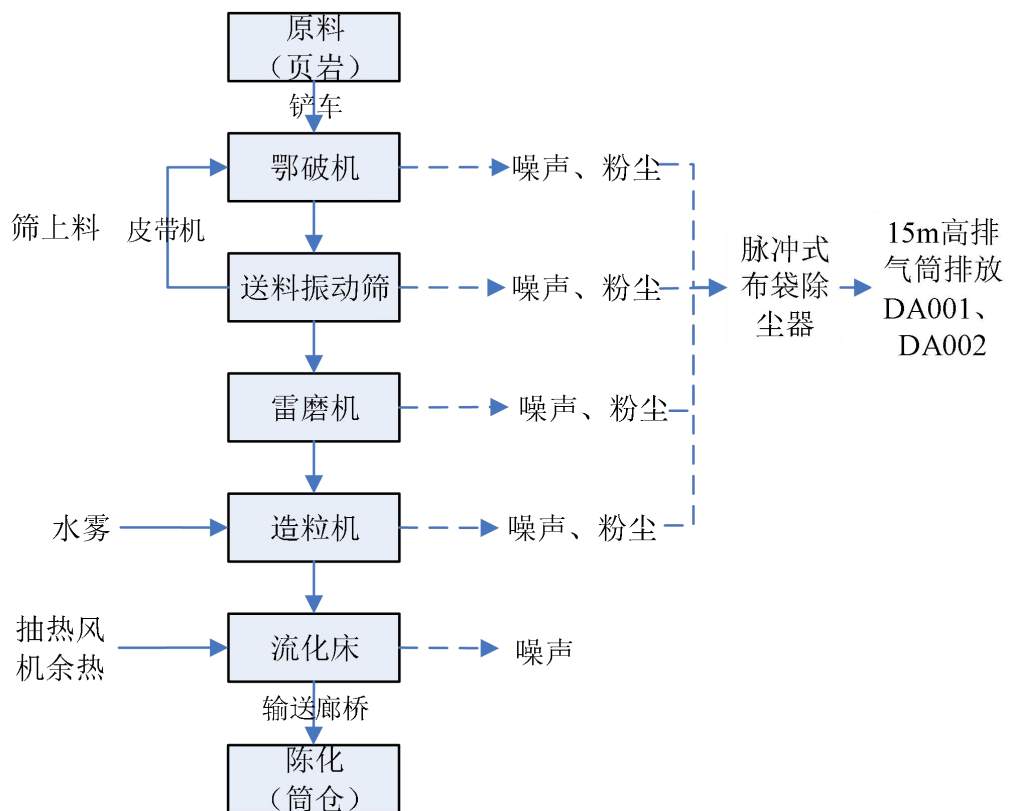 原料
（页岩）
铲车
鄂破机
噪声、粉尘
筛上料
皮带机
送料振动筛
噪声、粉尘
脉冲式
布袋除
尘器
15m高排
气筒排放
DA001、
DA002
雷磨机
噪声、粉尘
水雾
造粒机
噪声、粉尘
抽热风
机余热
流化床
噪声
输送廊桥
陈化
（筒仓）